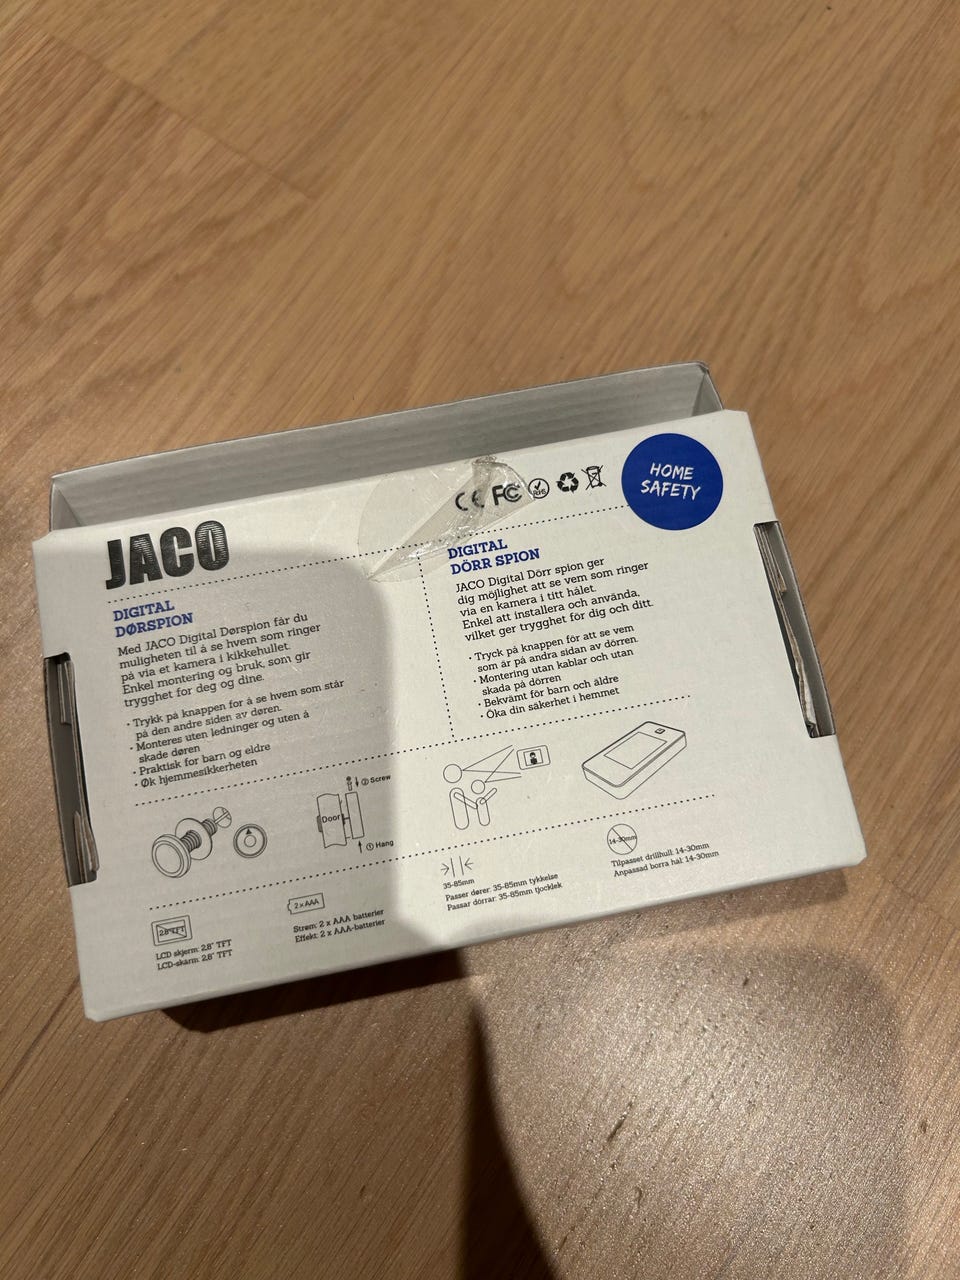 JACO
CE FC RoHS
HOME
SAFETY
DIGITAL
DØRSPION
Med JACO Digital Dørspion får du
muligheten til å se hvem som ringer
på via et kamera i kikkehullet.
Enkel montering og bruk, som gir
trygghet for deg og dine.
• Trykk på knappen for å se hvem som står
på den andre siden av døren.
• Monteres uten ledninger og uten å
skade døren
• Praktisk for barn og eldre
• Øk hjemmesikkerheten
DIGITAL
DÖRR SPION
JACO Digital Dörr spion ger
dig möjlighet att se vem som ringer
via en kamera i titt hålet.
Enkel att installera och använda,
vilket ger trygghet för dig och ditt.
• Tryck på knappen för att se vem
som är på andra sidan av dörren.
• Montering utan kablar och utan
skada på dörren
• Bekvämt för barn och äldre
• Öka din säkerhet i hemmet
② Screw
Door
① Hang
2.8" TFT
LCD skjerm: 2,8" TFT
LCD-skärm: 2,8" TFT
2 x AAA
Strøm: 2 x AAA batterier
Effekt: 2 x AAA-batterier
35-85mm
Passer dører: 35-85mm tykkelse
Passar dörrar: 35-85mm tjocklek
14-30mm
Tilpasset drillhull: 14-30mm
Anpassad borra hål: 14-30mm